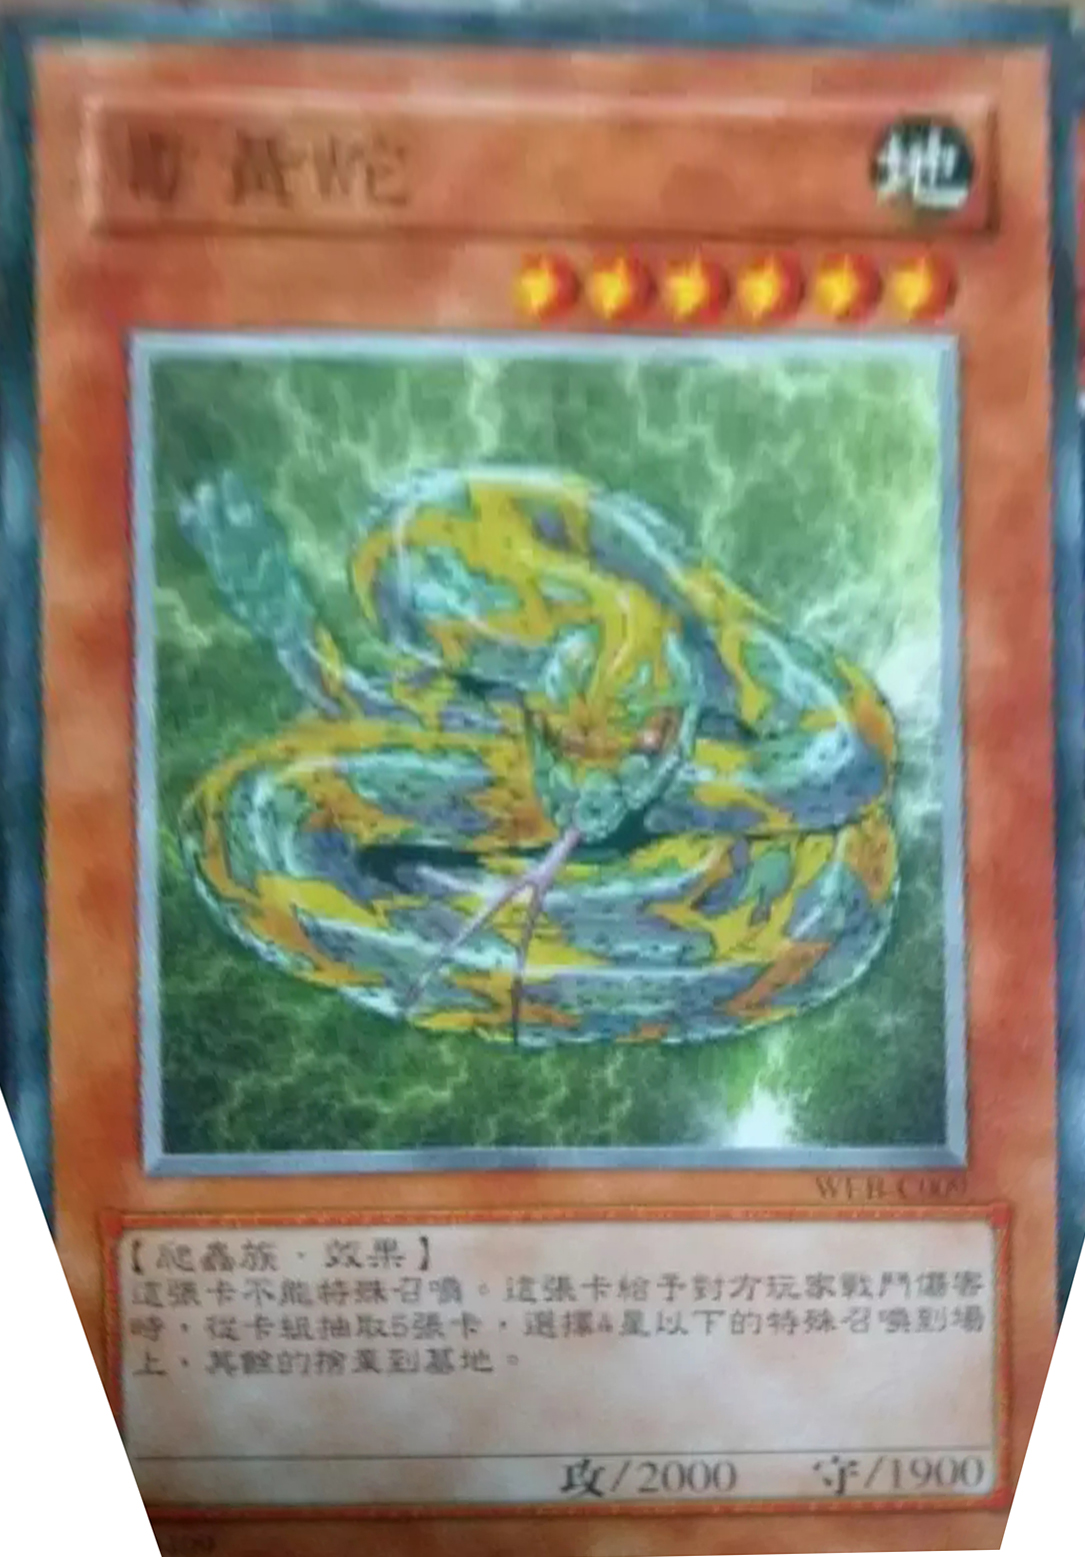 黃蛇
地
WEB-C009
【爬蟲族·效果】
這張卡不能特殊召喚。這張卡給予對方玩家戰鬥傷害
時,從卡組抽取5張卡,選擇4星以下的特殊召喚到場
上,其餘的捨棄到墓地。
攻/2000 守/1900